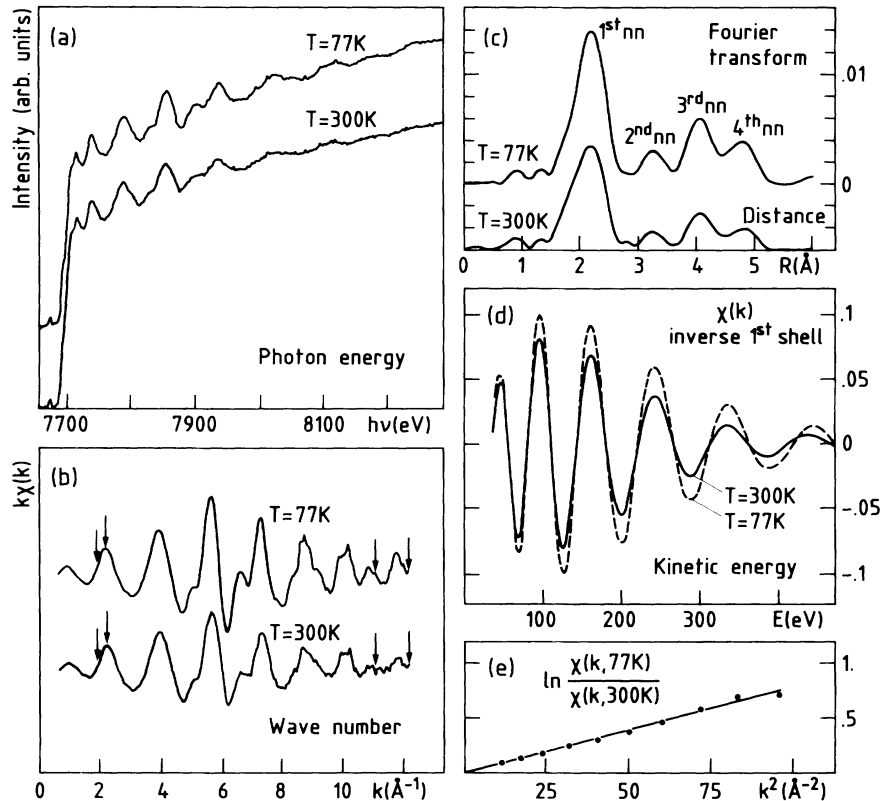 (a)
T=77K
T=300K
Intensity (arb. units)
Photon energy
7700 7900 8100 hν(eV)
(b)
kχ(k)
T=77K
T=300K
Wave number
0 2 4 6 8 10 k(Å⁻¹)
(c)
1st nn
Fourier
transform
.01
3rd nn
2nd nn
4th nn
T=77K
0
T=300K
Distance
0 1 2 3 4 5 R(Å)
(d)
χ(k)
inverse 1st shell
.1
.05
0
-.05
-.1
T=300K
T=77K
Kinetic energy
100 200 300 E(eV)
(e)
ln χ(k,77K)
χ(k,300K)
1
.5
25 50 75 k²(Å⁻²)